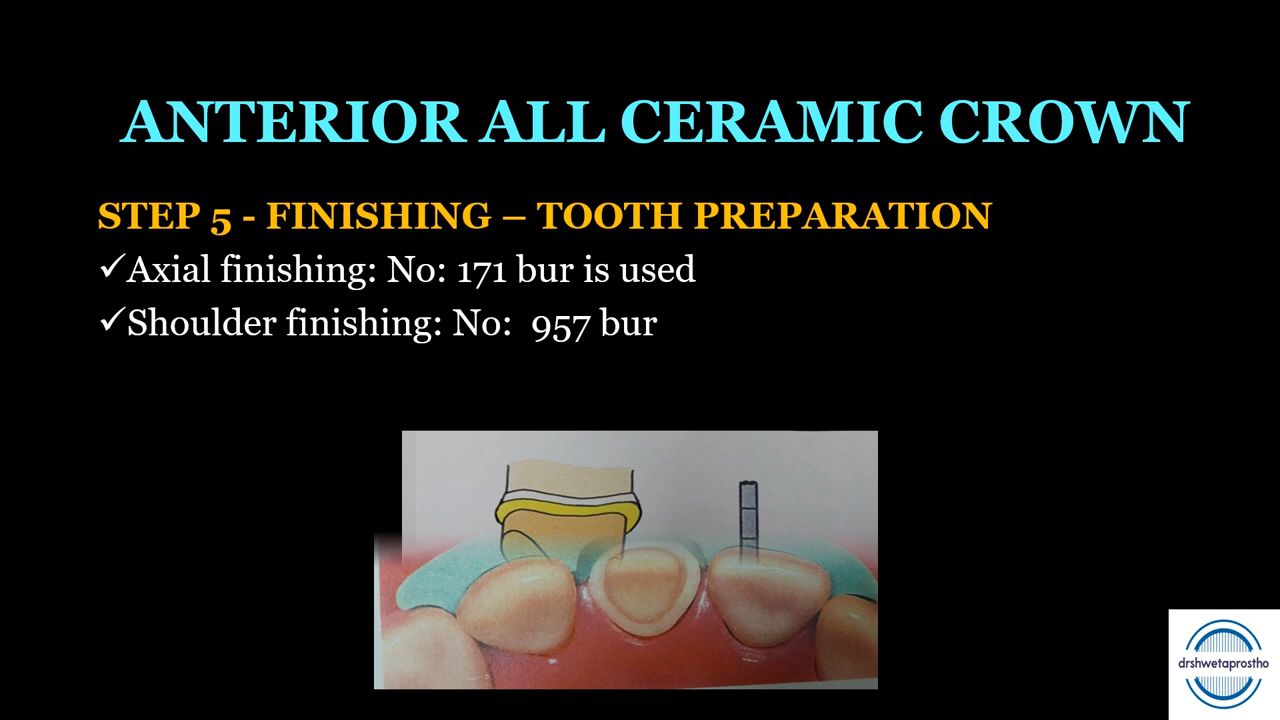 ANTERIOR ALL CERAMIC CROWN
STEP 5 - FINISHING – TOOTH PREPARATION
✓Axial finishing: No: 171 bur is used
✓Shoulder finishing: No:  957 bur
drshwetaprostho